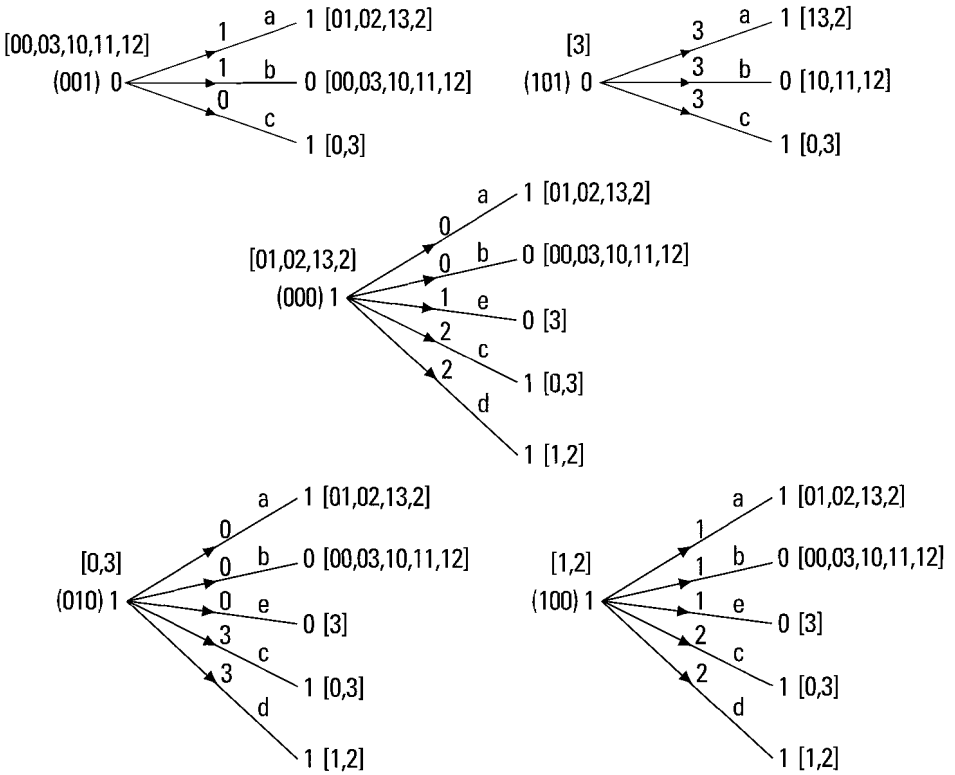 a 1 [01,02,13,2]
[00,03,10,11,12] 1
(001) 0 1 b 0 [00,03,10,11,12]
0
c
1 [0,3]
a 1 [13,2]
[3] 3
(101) 0 3 b 0 [10,11,12]
3
c
1 [0,3]
a 1 [01,02,13,2]
0
[01,02,13,2] 0 b 0 [00,03,10,11,12]
(000) 1 1 e
0 [3]
2 c
1 [0,3]
2
d
1 [1,2]
a 1 [01,02,13,2]
0
[0,3] 0 b 0 [00,03,10,11,12]
(010) 1 0 e
0 [3]
3 c
1 [0,3]
3
d
1 [1,2]
a 1 [01,02,13,2]
1
[1,2] 1 b 0 [00,03,10,11,12]
(100) 1 1 e
0 [3]
2 c
1 [0,3]
2
d
1 [1,2]